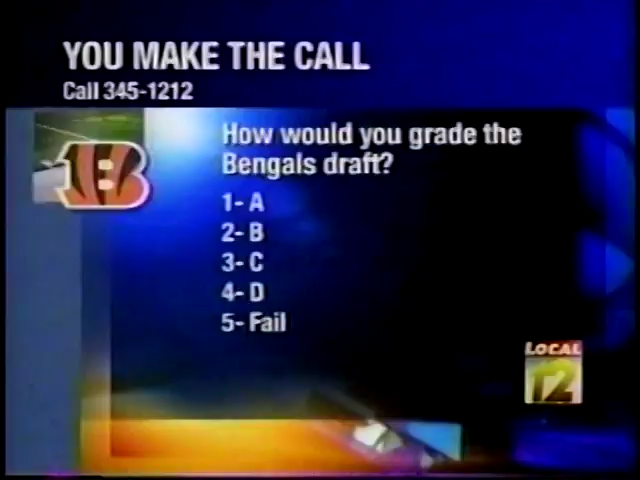 YOU MAKE THE CALL
Call 345-1212
How would you grade the
Bengals draft?
1- A
2- B
3- C
4- D
5- Fail
B
LOCAL
12